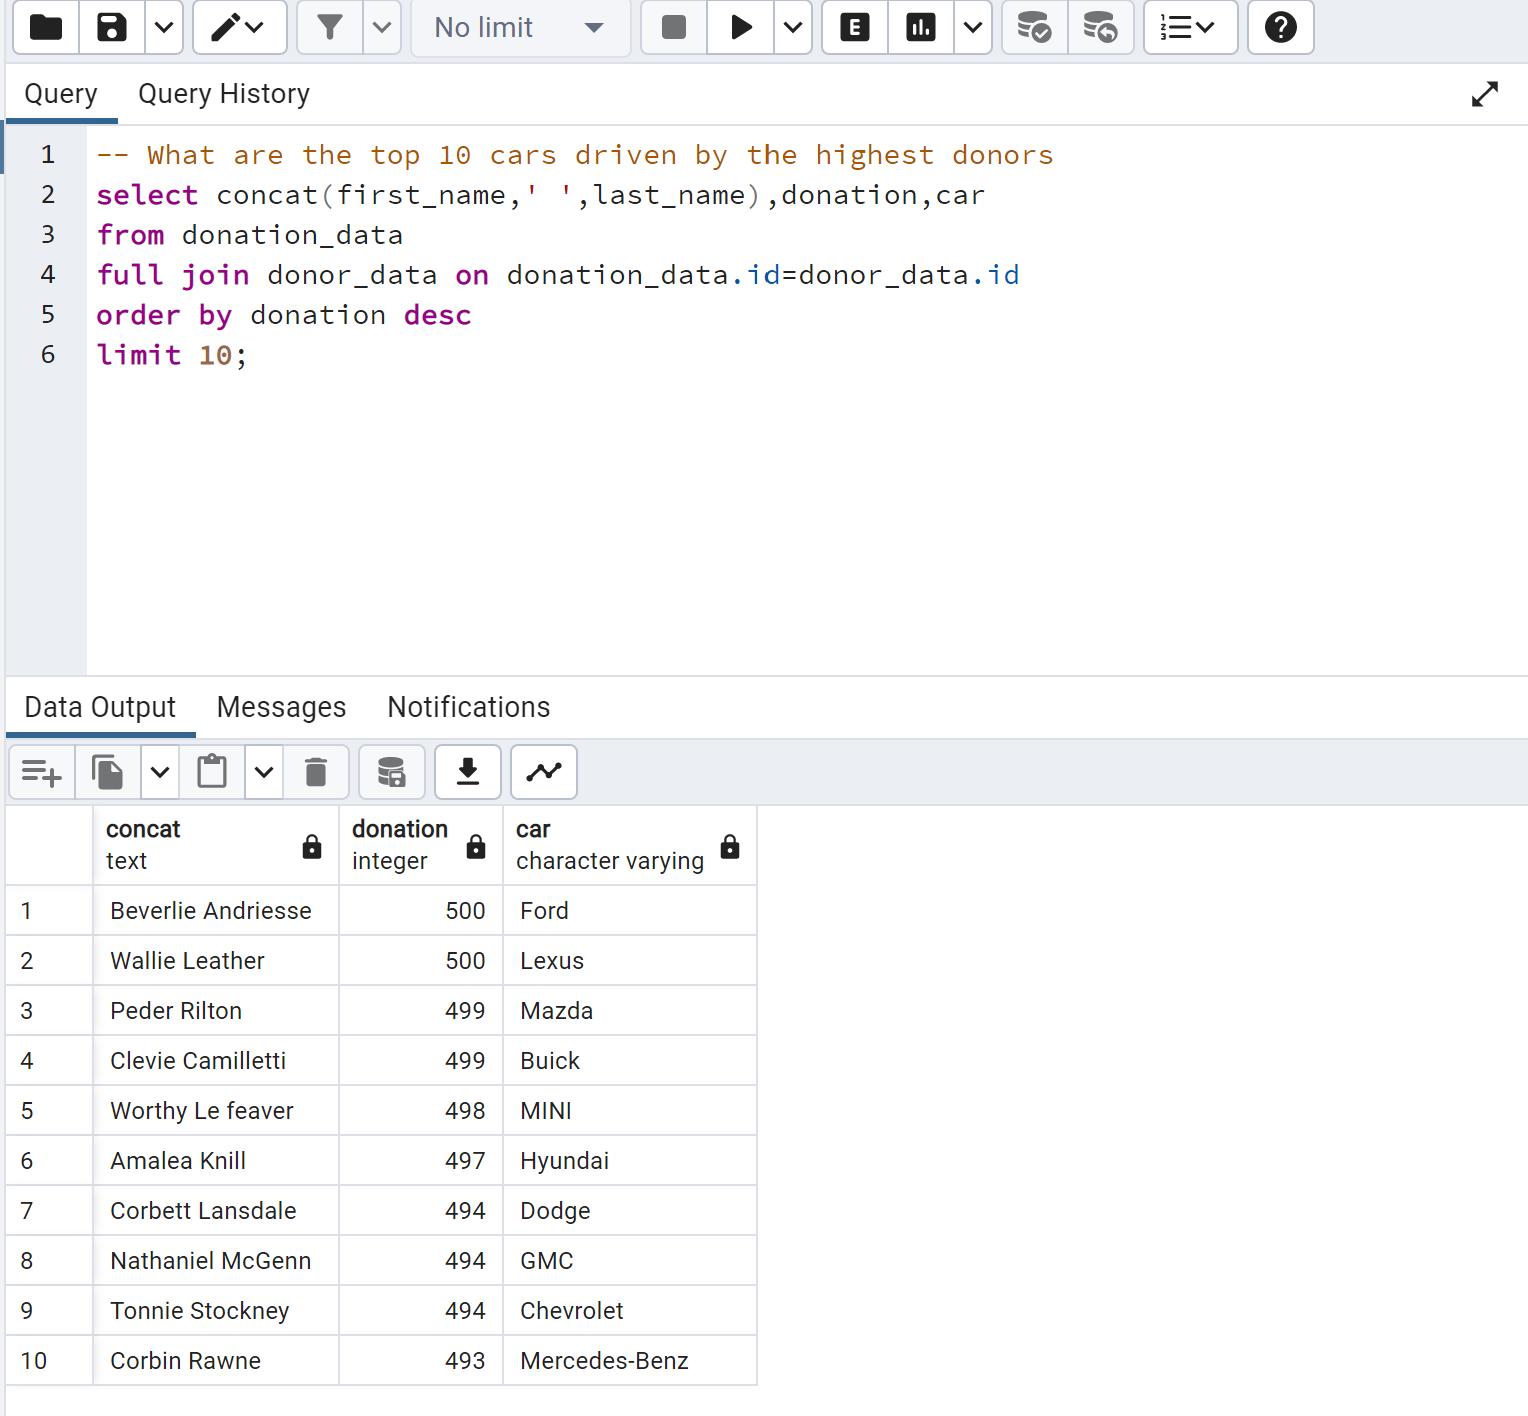 No limit
E
Query Query History
1 -- What are the top 10 cars driven by the highest donors
2 select concat(first_name,' ',last_name),donation,car
3 from donation_data
4 full join donor_data on donation_data.id=donor_data.id
5 order by donation desc
6 limit 10;
Data Output Messages Notifications
concat donation car
text integer character varying
1 Beverlie Andriesse 500 Ford
2 Wallie Leather 500 Lexus
3 Peder Rilton 499 Mazda
4 Clevie Camilletti 499 Buick
5 Worthy Le feaver 498 MINI
6 Amalea Knill 497 Hyundai
7 Corbett Lansdale 494 Dodge
8 Nathaniel McGenn 494 GMC
9 Tonnie Stockney 494 Chevrolet
10 Corbin Rawne 493 Mercedes-Benz